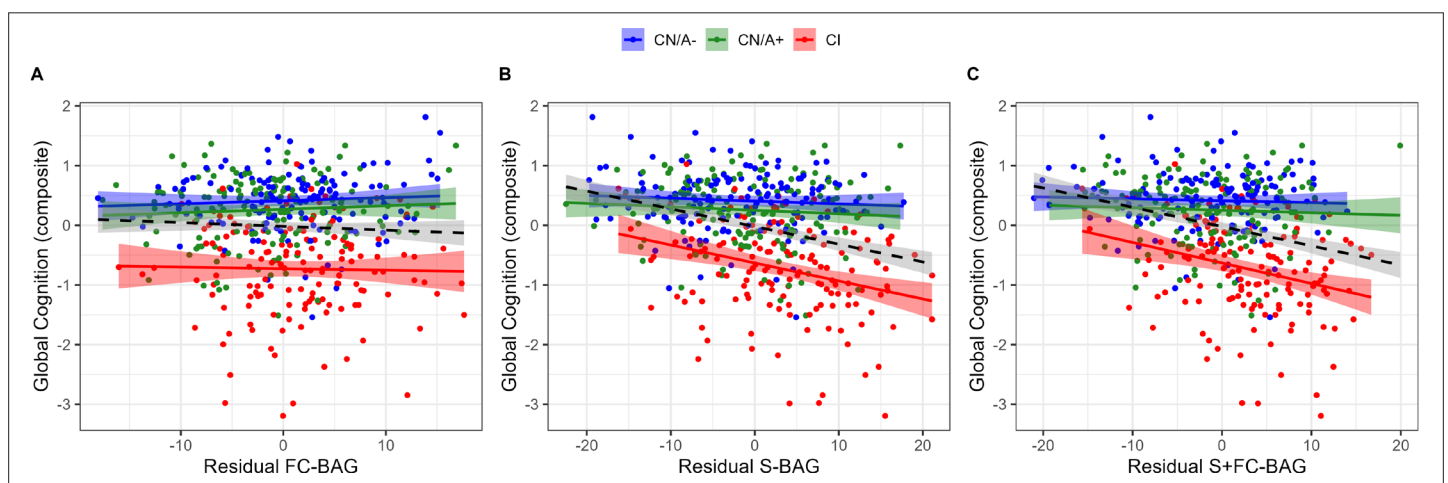 CN/A- CN/A+ CI
A B C
Global Cognition (composite) Global Cognition (composite) Global Cognition (composite)
2 2 2
1 1 1
0 0 0
-1 -1 -1
-2 -2 -2
-3 -3 -3
-10 0 10 -20 -10 0 10 20 -20 -10 0 10 20
Residual FC-BAG Residual S-BAG Residual S+FC-BAG